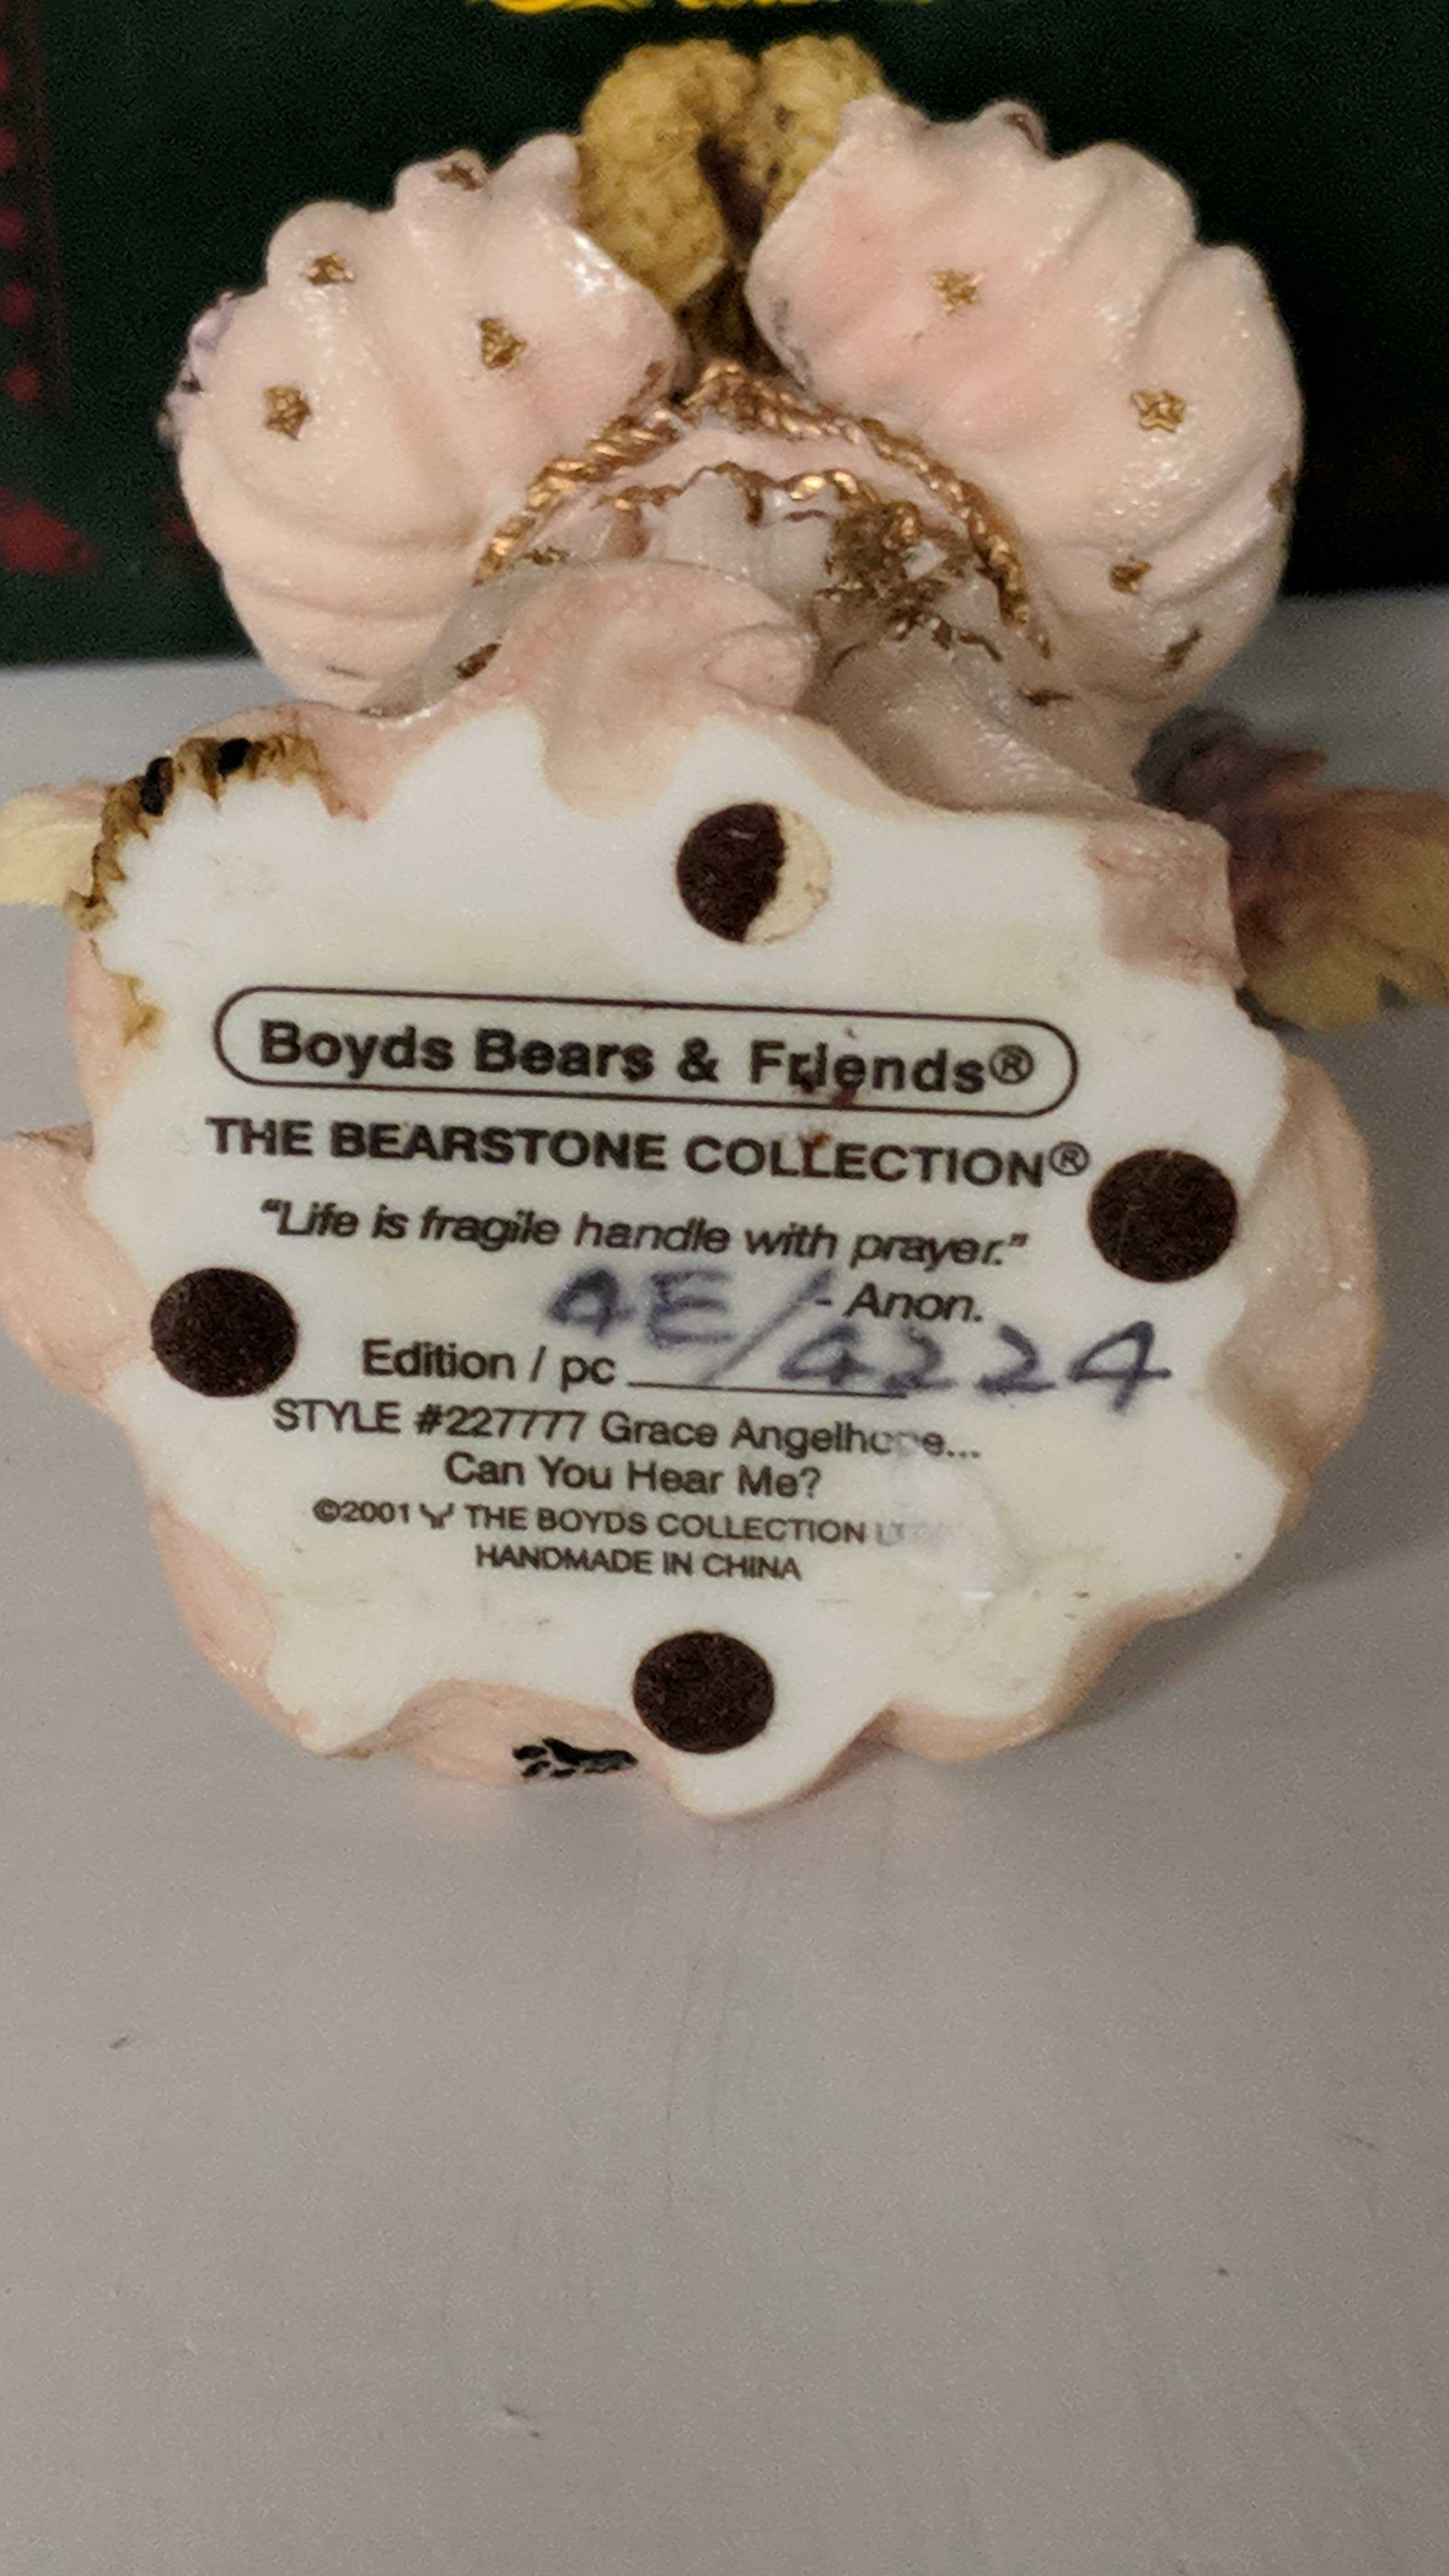 Boyds Bears & Friends®
THE BEARSTONE COLLECTION®
"Life is fragile handle with prayer."
- Anon.
Edition / pc 4E/4224
STYLE #227777 Grace Angelhope...
Can You Hear Me?
©2001 THE BOYDS COLLECTION LTD
HANDMADE IN CHINA